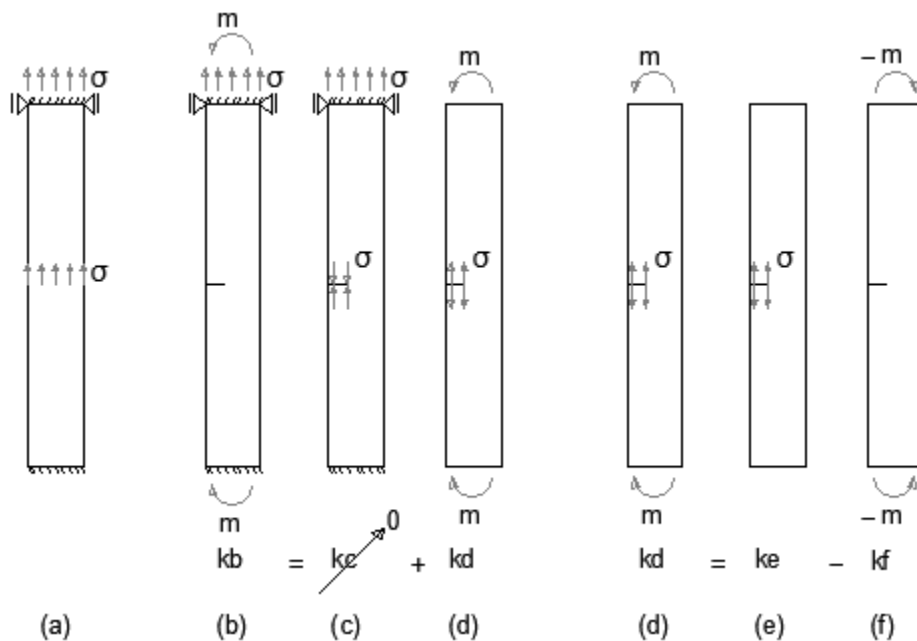 m
m m − m
σ σ σ
σ σ σ σ
m m m − m
0
kb = kc + kd kd = ke − kf
(a) (b) (c) (d) (d) (e) (f)